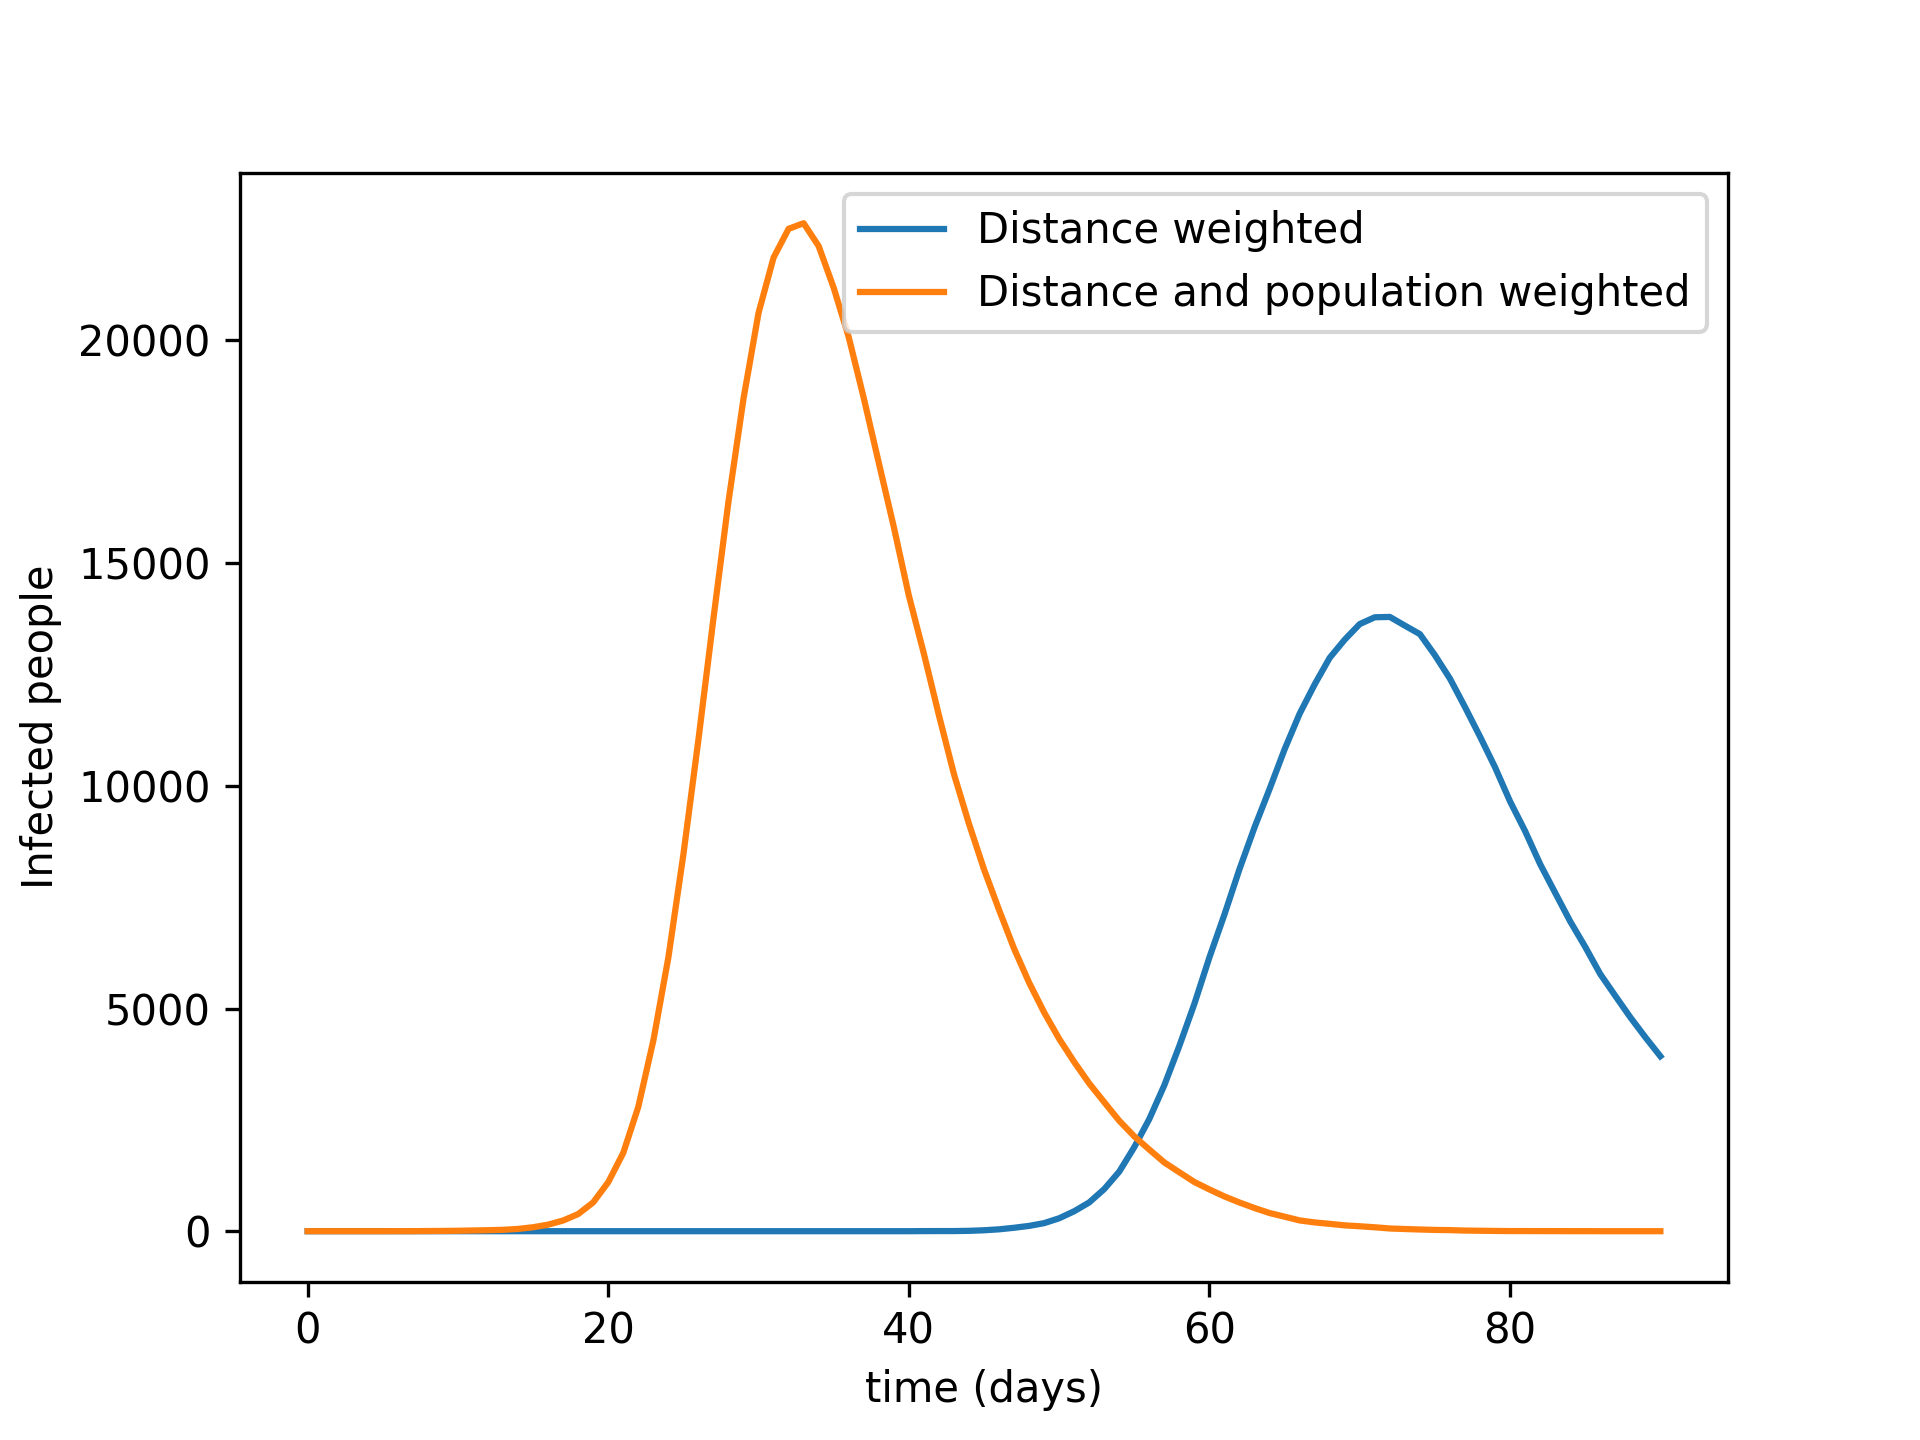 Distance weighted
Distance and population weighted
20000
15000
10000
5000
0
Infected people
0 20 40 60 80
time (days)